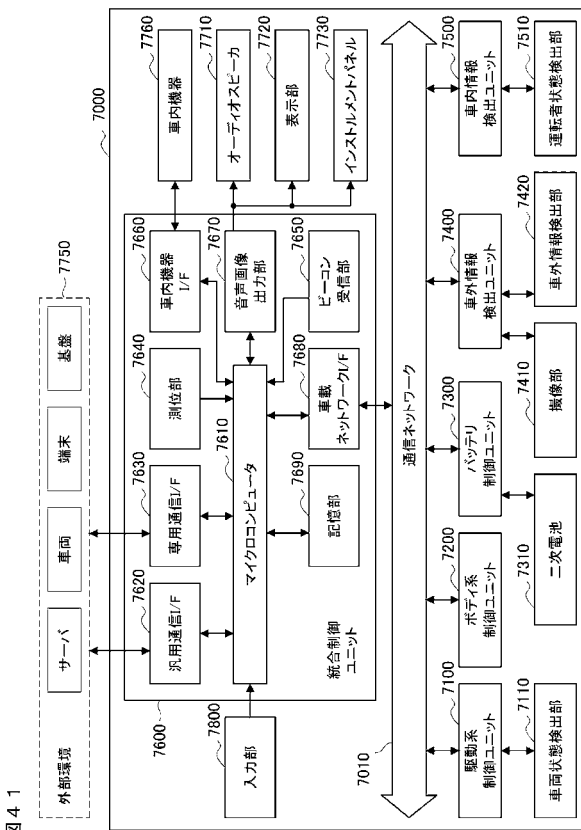 図41
外部環境
サーバ
車両
端末
基盤
7750
7000
7600
7620
汎用通信I/F
7630
専用通信I/F
7640
測位部
7660
車内機器
I/F
7760
車内機器
7800
入力部
7610
マイクロコンピュータ
7670
音声画像
出力部
7710
オーディオスピーカ
7720
表示部
7730
インストルメントパネル
統合制御
ユニット
7690
記憶部
7680
車載
ネットワークI/F
7650
ビーコン
受信部
7010
通信ネットワーク
7100
駆動系
制御ユニット
7200
ボディ系
制御ユニット
7300
バッテリ
制御ユニット
7400
車外情報
検出ユニット
7500
車内情報
検出ユニット
7110
車両状態検出部
7310
二次電池
7410
撮像部
7420
車外情報検出部
7510
運転者状態検出部